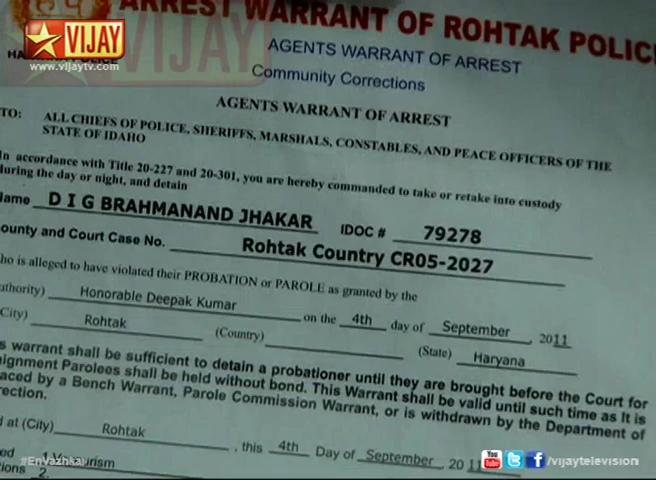 ARREST WARRANT OF ROHTAK POLICE
VIJAY
www.vijaytv.com
VIJAY
AGENTS WARRANT OF ARREST
Community Corrections
AGENTS WARRANT OF ARREST
TO: ALL CHIEFS OF POLICE, SHERIFFS, MARSHALS, CONSTABLES, AND PEACE OFFICERS OF THE
STATE OF IDAHO
In accordance with Title 20-227 and 20-301, you are hereby commanded to take or retake into custody
during the day or night, and detain
Name D I G BRAHMANAND JHAKAR IDOC # 79278
ounty and Court Case No. Rohtak Country CR05-2027
ho is alleged to have violated their PROBATION or PAROLE as granted by the
uthority) Honorable Deepak Kumar on the 4th day of September, 2011
City) Rohtak (Country) (State) Haryana
s warrant shall be sufficient to detain a probationer until they are brought before the Court for
ignment Parolees shall be held without bond. This Warrant shall be valid until such time as It is
laced by a Bench Warrant, Parole Commission Warrant, or is withdrawn by the Department of
rection.
d at (City) Rohtak, this 4th Day of September 20
tions 2.
#EnVazhkai
/vijaytelevision